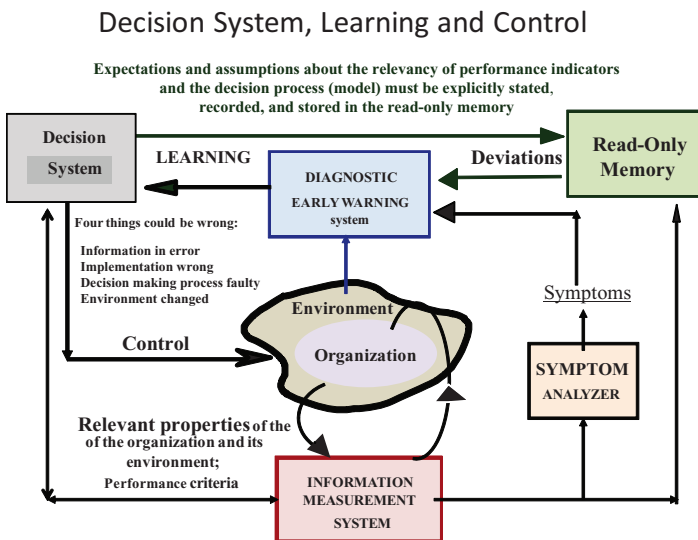 Decision System, Learning and Control
Expectations and assumptions about the relevancy of performance indicators
and the decision process (model) must be explicitly stated,
recorded, and stored in the read-only memory
Decision
System
LEARNING
DIAGNOSTIC
EARLY WARNING
system
Deviations
Read-Only
Memory
Four things could be wrong:
Information in error
Implementation wrong
Decision making process faulty
Environment changed
Symptoms
Environment
Organization
Control
SYMPTOM
ANALYZER
Relevant properties of the
of the organization and its
environment;
Performance criteria
INFORMATION
MEASUREMENT
SYSTEM